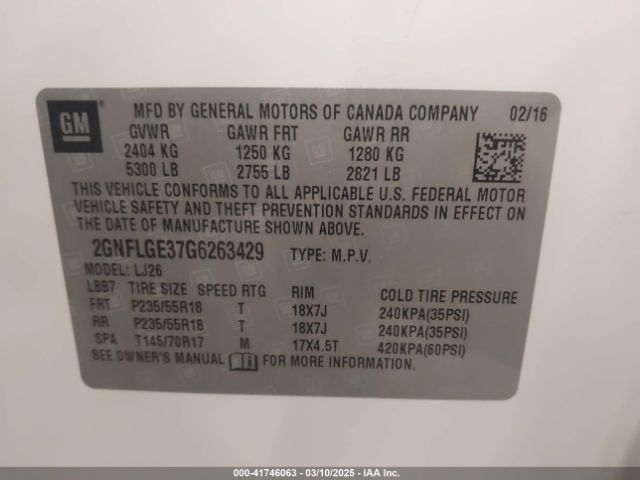 GM
MFD BY GENERAL MOTORS OF CANADA COMPANY 02/16
GVWR GAWR FRT GAWR RR
2404 KG 1250 KG 1280 KG
5300 LB 2755 LB 2821 LB
THIS VEHICLE CONFORMS TO ALL APPLICABLE U.S. FEDERAL MOTOR
VEHICLE SAFETY AND THEFT PREVENTION STANDARDS IN EFFECT ON
THE DATE OF MANUFACTURE SHOWN ABOVE.
2GNFLGE37G6263429 TYPE: M.P.V.
MODEL: LJ26
LBB7 TIRE SIZE SPEED RTG RIM COLD TIRE PRESSURE
FRT P235/55R18 T 18X7J 240KPA(35PSI)
RR P235/55R18 T 18X7J 240KPA(35PSI)
SPA T145/70R17 M 17X4.5T 420KPA(60PSI)
SEE OWNER'S MANUAL FOR MORE INFORMATION.
000-41746063 - 03/10/2025 - IAAI.COM